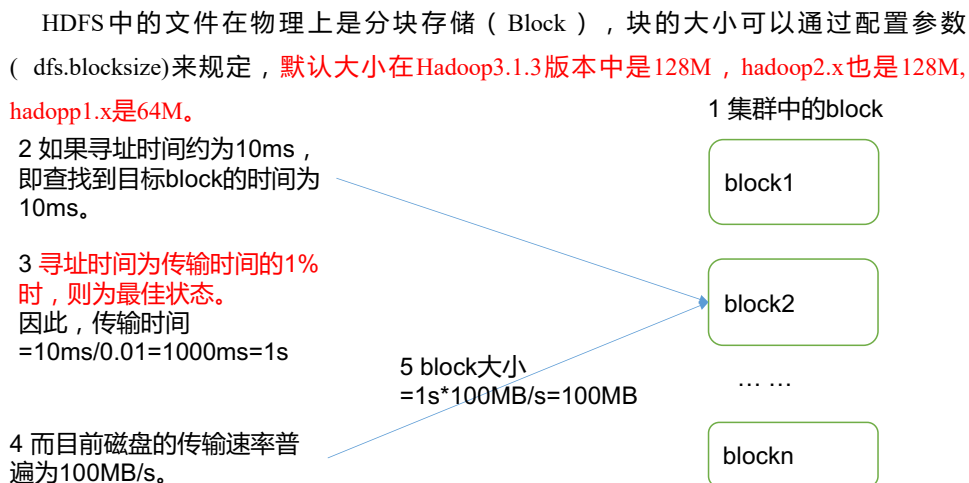 HDFS中的文件在物理上是分块存储（Block），块的大小可以通过配置参数
( dfs.blocksize)来规定，默认大小在Hadoop3.1.3版本中是128M，hadoop2.x也是128M,
hadopp1.x是64M。
1 集群中的block
2 如果寻址时间约为10ms，
即查找到目标block的时间为
10ms。
block1
3 寻址时间为传输时间的1%
时，则为最佳状态。
因此，传输时间
=10ms/0.01=1000ms=1s
block2
5 block大小
=1s*100MB/s=100MB
… …
4 而目前磁盘的传输速率普
遍为100MB/s。
blockn